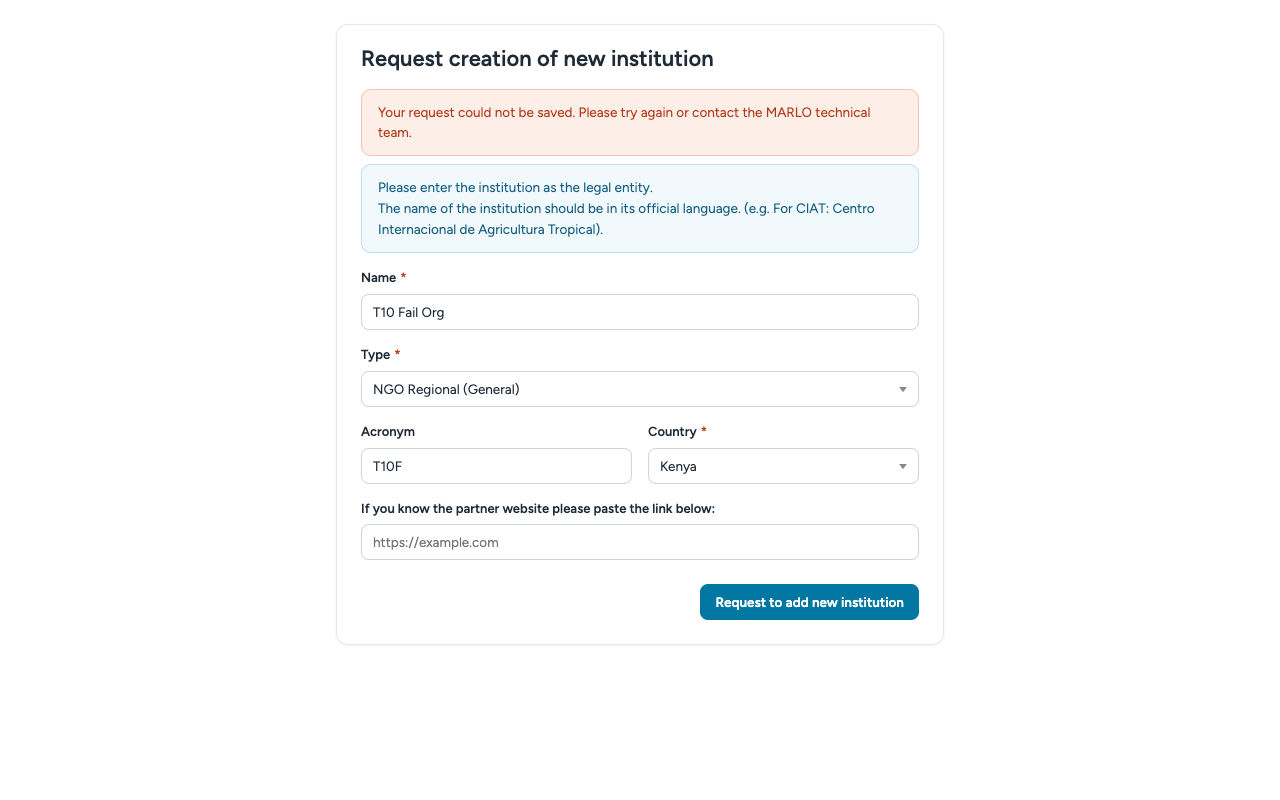 Request creation of new institution
Your request could not be saved. Please try again or contact the MARLO technical
team.
Please enter the institution as the legal entity.
The name of the institution should be in its official language. (e.g. For CIAT: Centro
Internacional de Agricultura Tropical).
Name *
T10 Fail Org
Type *
NGO Regional (General)
Acronym
Country *
T10F
Kenya
If you know the partner website please paste the link below:
https://example.com
Request to add new institution